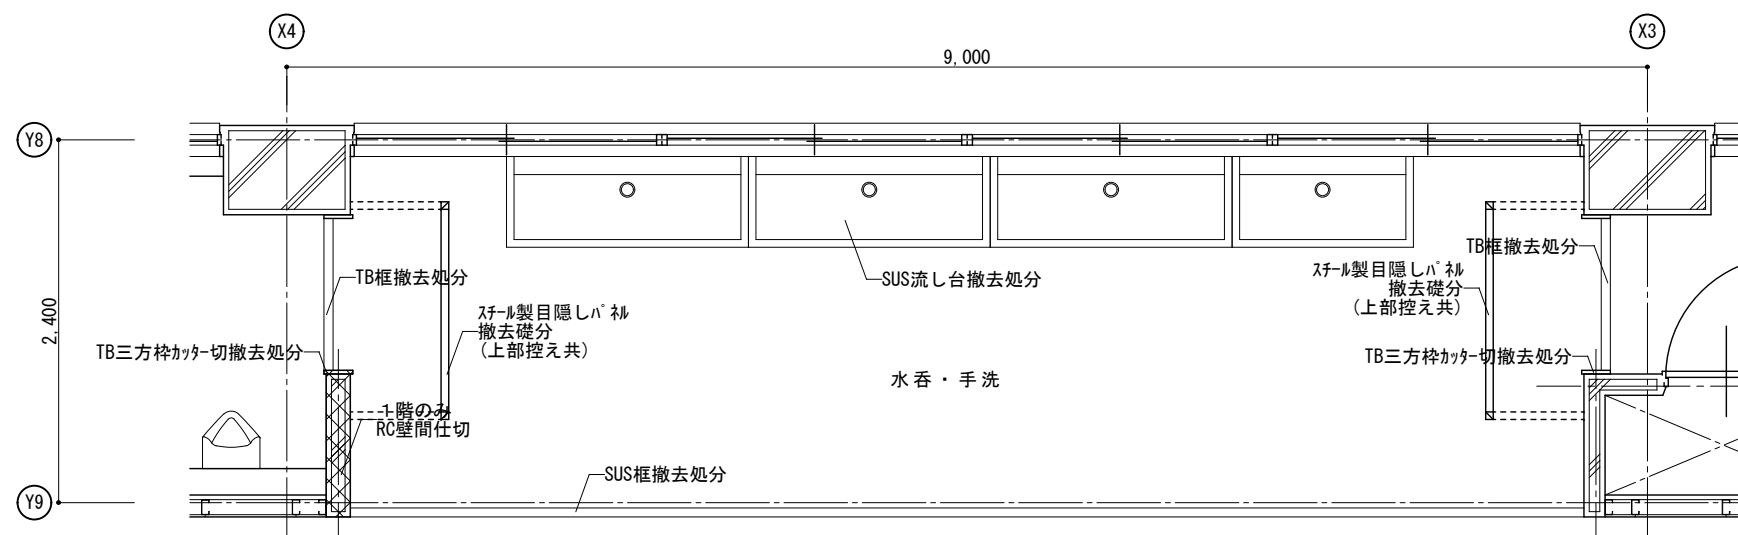 X4
X3
9,000
Y8
TB框撤去処分
SUS流し台撤去処分
TB框撤去処分
ｽﾁｰﾙ製目隠しﾊﾟﾈﾙ
撤去礎分
(上部控え共)
ｽﾁｰﾙ製目隠しﾊﾟﾈﾙ
撤去礎分
(上部控え共)
2,400
TB三方枠ｶｯﾀｰ切撤去処分
TB三方枠ｶｯﾀｰ切撤去処分
水呑・手洗
1階のみ
RC壁間仕切
SUS框撤去処分
Y9